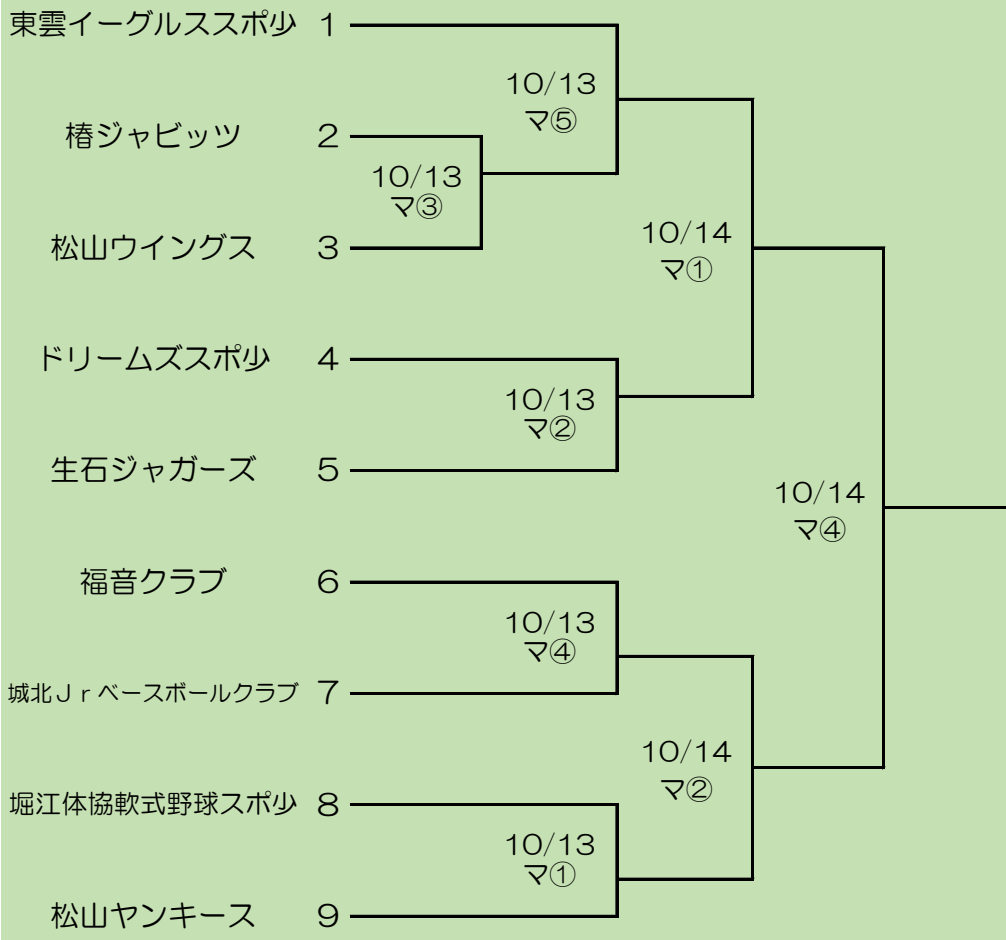 東雲イーグルススポ少 1
10/13
マ⑤
椿ジャビッツ 2
10/13
マ③
松山ウイングス 3
10/14
マ①
ドリームズスポ少 4
10/13
マ②
生石ジャガーズ 5
10/14
マ④
福音クラブ 6
10/13
マ④
城北Jrベースボールクラブ 7
10/14
マ②
堀江体協軟式野球スポ少 8
10/13
マ①
松山ヤンキース 9